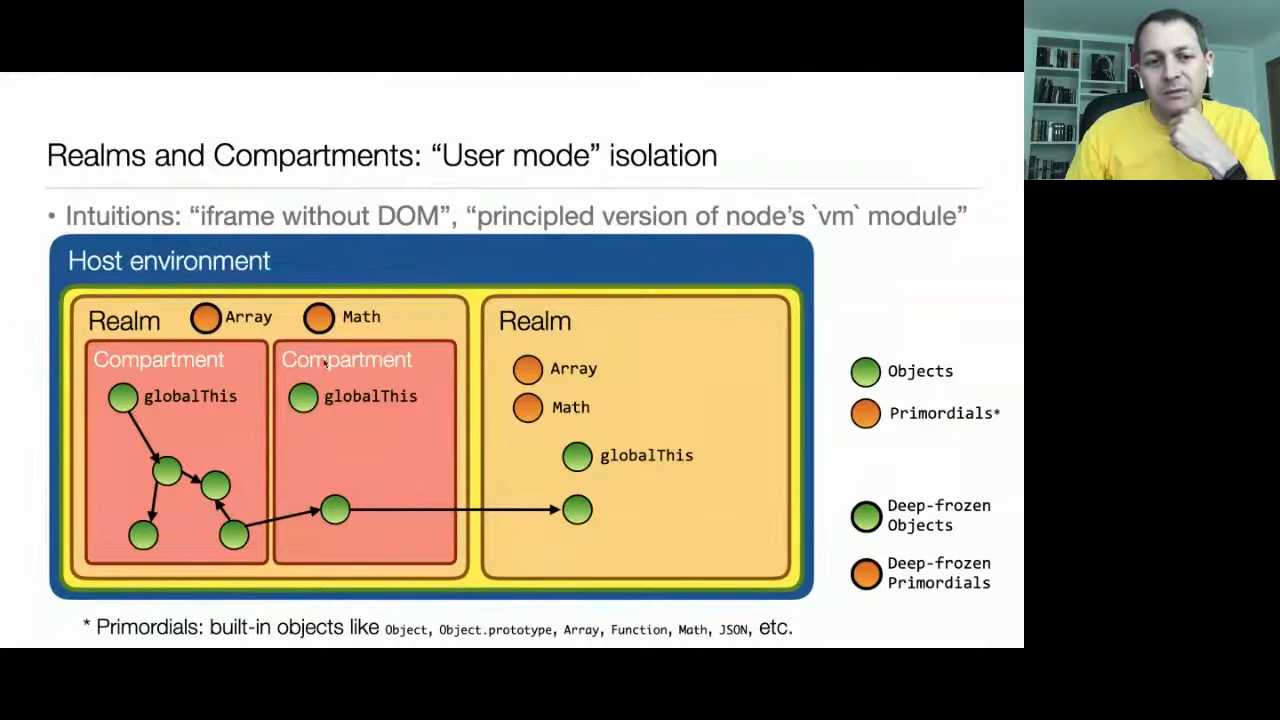 Realms and Compartments: “User mode” isolation
• Intuitions: “iframe without DOM”, “principled version of node’s `vm` module”
Host environment
Realm
Array
Math
Compartment
globalThis
Compartment
globalThis
Realm
Array
Math
globalThis
Objects
Primordials*
Deep-frozen
Objects
Deep-frozen
Primordials
* Primordials: built-in objects like Object, Object.prototype, Array, Function, Math, JSON, etc.